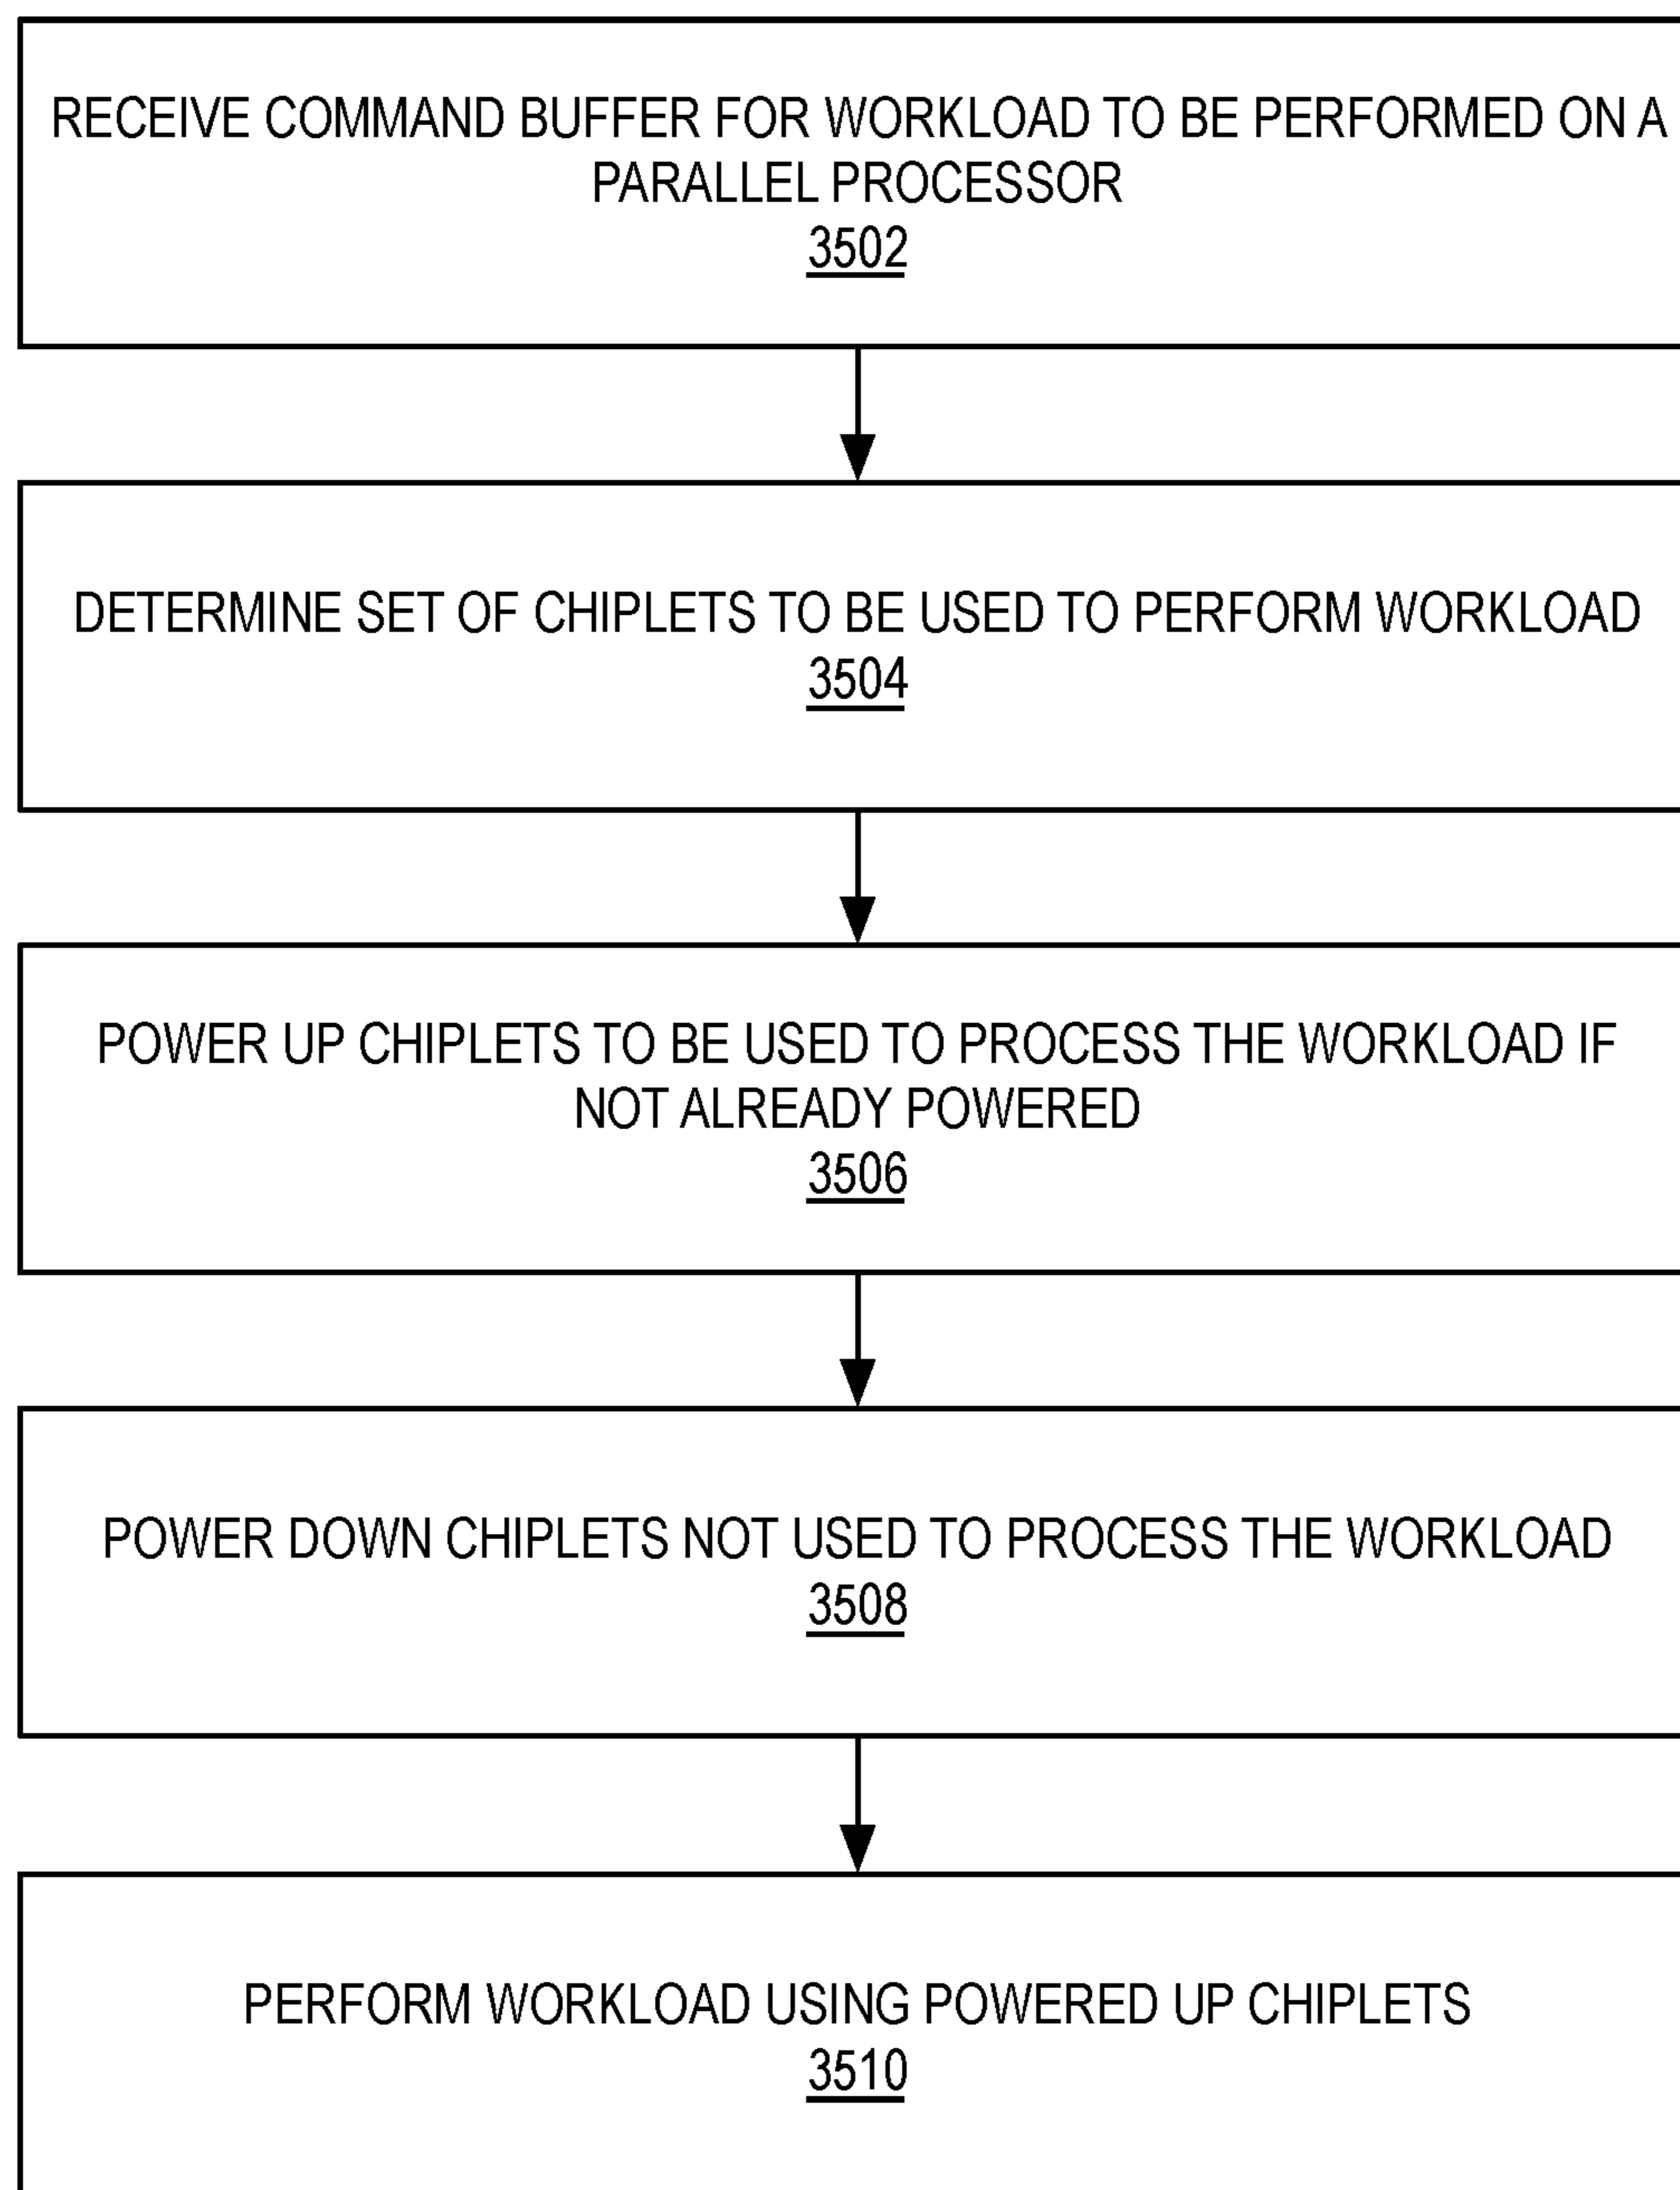 RECEIVE COMMAND BUFFER FOR WORKLOAD TO BE PERFORMED ON A
PARALLEL PROCESSOR
3502
DETERMINE SET OF CHIPLETS TO BE USED TO PERFORM WORKLOAD
3504
POWER UP CHIPLETS TO BE USED TO PROCESS THE WORKLOAD IF
NOT ALREADY POWERED
3506
POWER DOWN CHIPLETS NOT USED TO PROCESS THE WORKLOAD
3508
PERFORM WORKLOAD USING POWERED UP CHIPLETS
3510